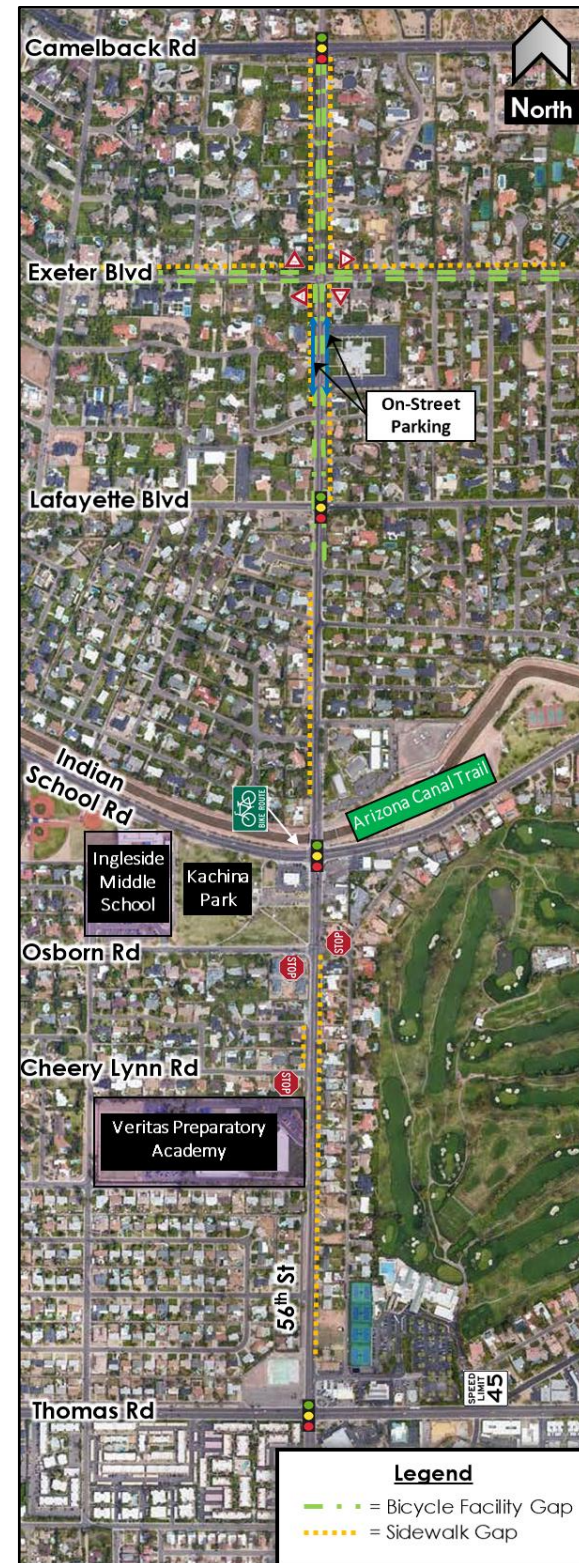 Camelback Rd
North
Exeter Blvd
On-Street
Parking
Lafayette Blvd
Indian
School Rd
BIKE ROUTE
Arizona Canal Trail
Ingleside
Middle
School
Kachina
Park
Osborn Rd
STOP
STOP
Cheery Lynn Rd
STOP
Veritas Preparatory
Academy
56th St
SPEED
LIMIT
45
Thomas Rd
Legend
= Bicycle Facility Gap
= Sidewalk Gap